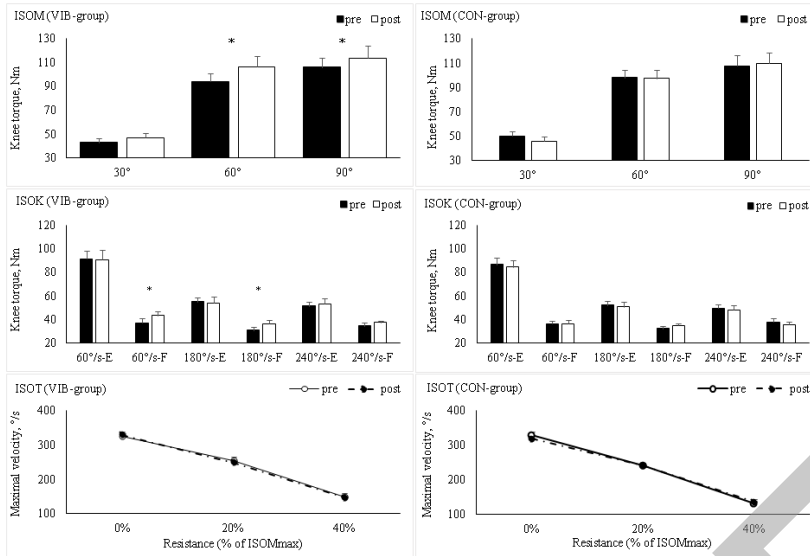 ISOM (VIB-group)
pre post
Knee torque, Nm
130
110
90
70
50
30
* *
30° 60° 90°
ISOM (CON-group)
pre post
Knee torque, Nm
130
110
90
70
50
30
30° 60° 90°
ISOK (VIB-group)
pre post
Knee torque, Nm
120
100
80
60
40
20
* *
60°/s-E 60°/s-F 180°/s-E 180°/s-F 240°/s-E 240°/s-F
ISOK (CON-group)
pre post
Knee torque, Nm
120
100
80
60
40
20
60°/s-E 60°/s-F 180°/s-E 180°/s-F 240°/s-E 240°/s-F
ISOT (VIB-group)
pre post
Maximal velocity, °/s
400
300
200
100
0% 20% 40%
Resistance (% of ISOMmax)
ISOT (CON-group)
pre post
Maximal velocity, °/s
400
300
200
100
0% 20% 40%
Resistance (% of ISOMmax)